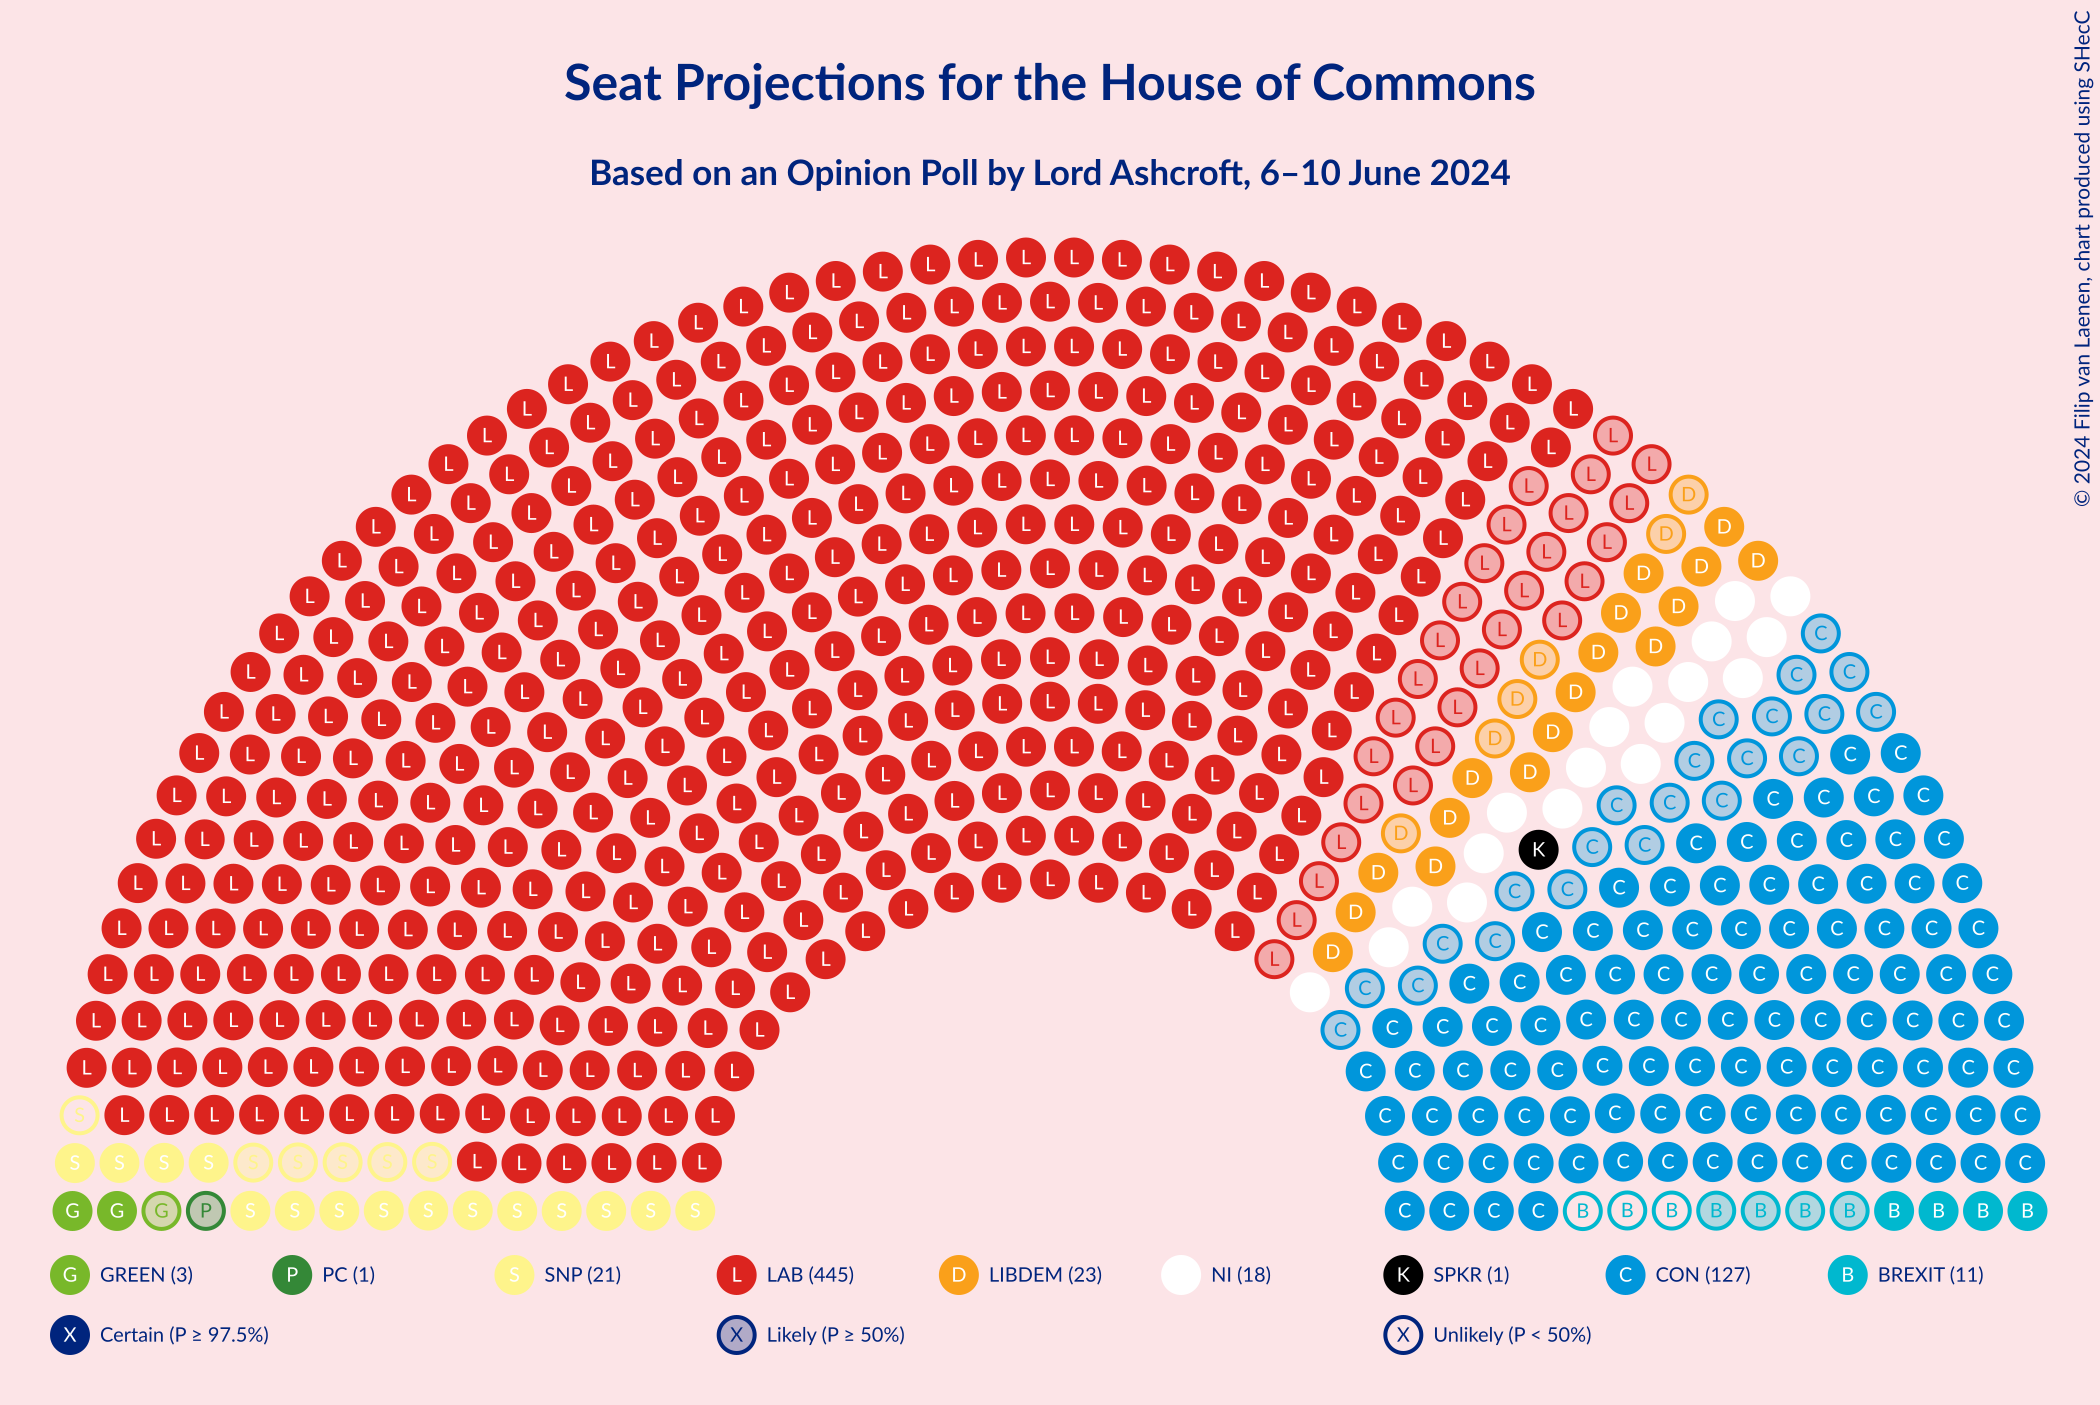 Seat Projections for the House of Commons
Based on an Opinion Poll by Lord Ashcroft, 6–10 June 2024
© 2024 Filip van Laenen, chart produced using SHecC
G GREEN (3)
P PC (1)
S SNP (21)
L LAB (445)
D LIBDEM (23)
NI (18)
K SPKR (1)
C CON (127)
B BREXIT (11)
X Certain (P ≥ 97.5%)
X Likely (P ≥ 50%)
X Unlikely (P < 50%)